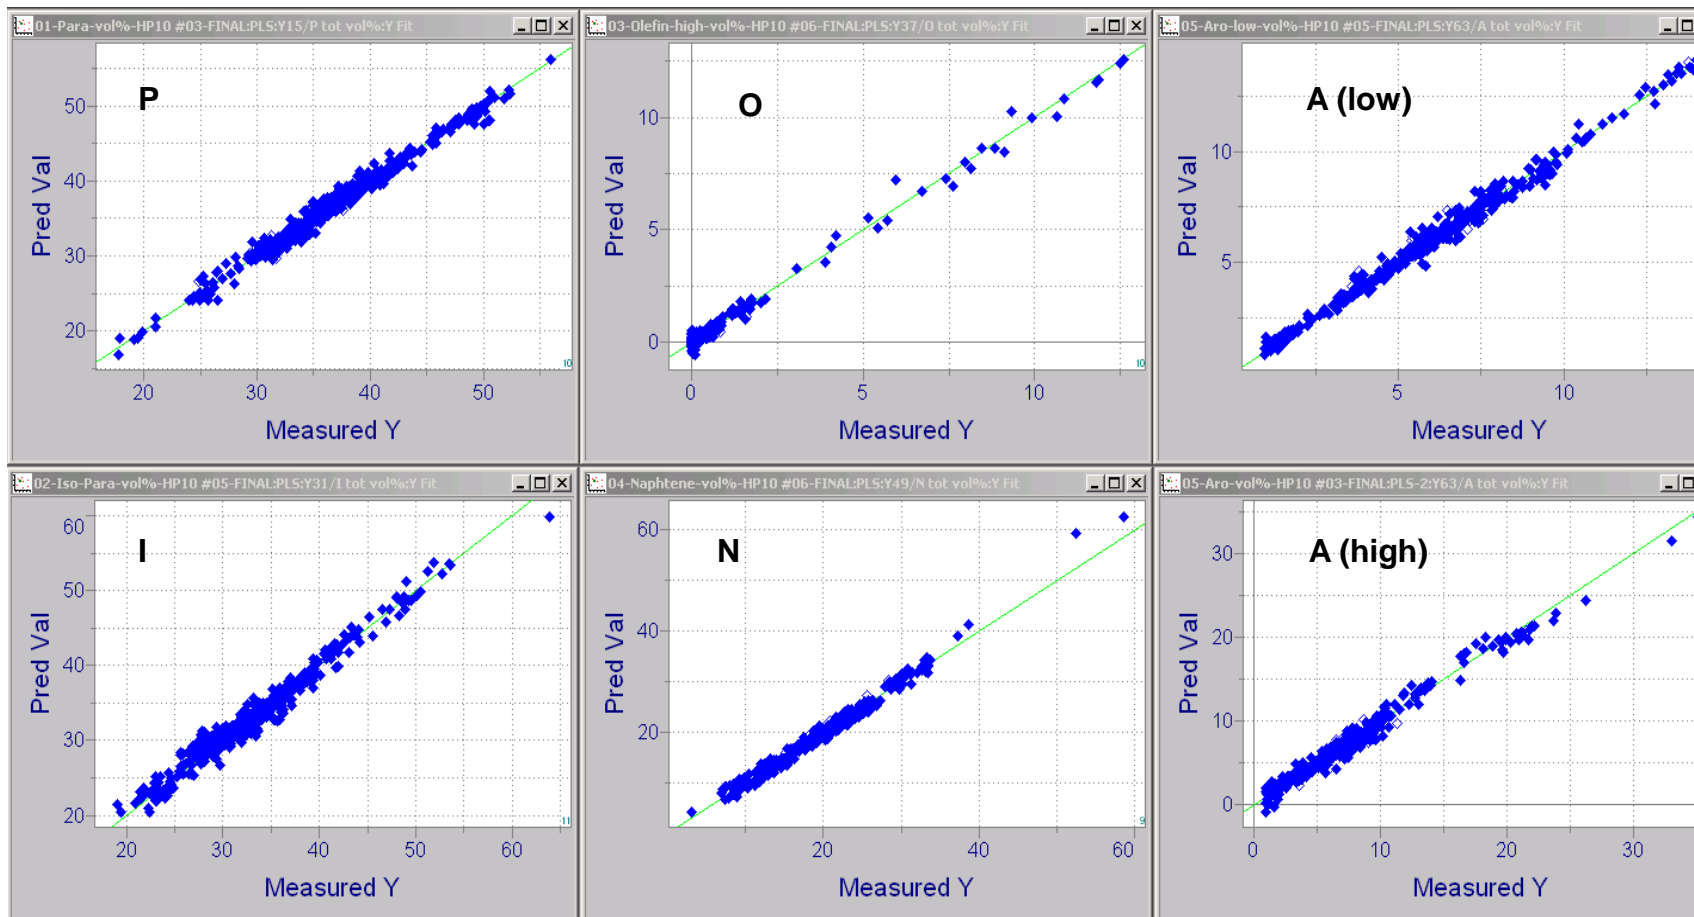 01-Para-vol%-HP10 #03-FINAL:PLS:Y15/P tot vol%:Y Fit
P
Pred Val
50
40
30
20
20 30 40 50
10
Measured Y
03-Olefin-high-vol%-HP10 #06-FINAL:PLS:Y37/O tot vol%:Y Fit
O
Pred Val
10
5
0
0 5 10
10
Measured Y
05-Aro-low-vol%-HP10 #05-FINAL:PLS:Y63/A tot vol%:Y Fit
A (low)
Pred Val
10
5
5 10
Measured Y
02-Iso-Para-vol%-HP10 #05-FINAL:PLS:Y31/I tot vol%:Y Fit
I
Pred Val
60
50
40
30
20
20 30 40 50 60
11
Measured Y
04-Naphtene-vol%-HP10 #06-FINAL:PLS:Y49/N tot vol%:Y Fit
N
Pred Val
60
40
20
20 40 60
9
Measured Y
05-Aro-vol%-HP10 #03-FINAL:PLS-2:Y63/A tot vol%:Y Fit
A (high)
Pred Val
30
20
10
0
0 10 20 30
Measured Y